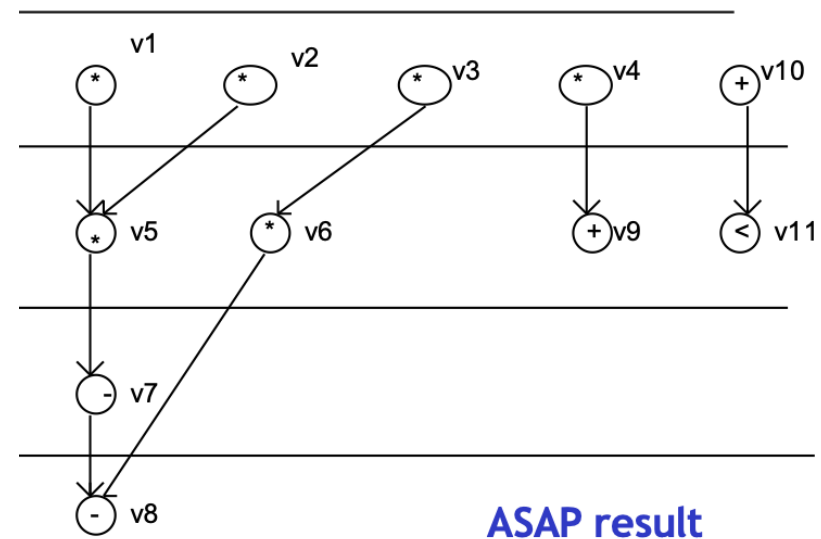 v1
v2
* * v3 * v4 + v10
*
* v5 * v6 + v9 < v11
- v7
- v8
ASAP result